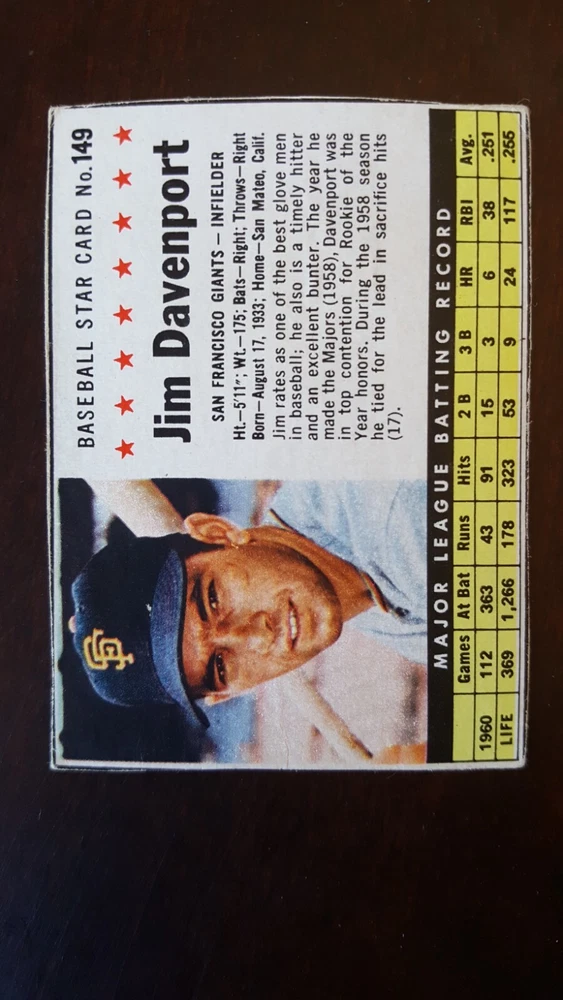 BASEBALL STAR CARD No. 149
Jim Davenport
SAN FRANCISCO GIANTS — INFIELDER
Ht.—5'11"; Wt.—175; Bats—Right; Throws—Right
Born—August 17, 1933; Home—San Mateo, Calif.
Jim rates as one of the best glove men
in baseball; he also is a timely hitter
and an excellent bunter. The year he
made the Majors (1958), Davenport was
in top contention for Rookie of the
Year honors. During the 1958 season
he tied for the lead in sacrifice hits
(17).
SF
MAJOR LEAGUE BATTING RECORD
Games At Bat Runs Hits 2 B 3 B HR RBI Avg.
1960 112 363 43 91 15 3 6 38 .251
LIFE 369 1,266 178 323 53 9 24 117 .255